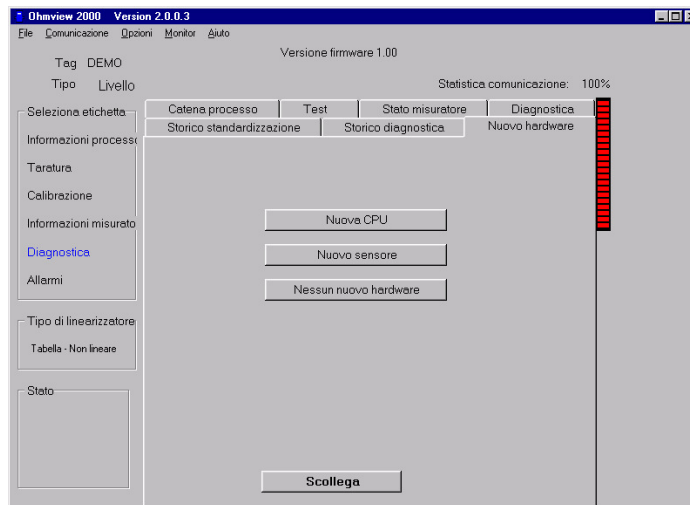 Ohmview 2000 Version 2.0.0.3
File Comunicazione Opzioni Monitor Aiuto
Versione firmware 1.00
Tag DEMO
Tipo Livello
Statistica comunicazione: 100%
Seleziona etichetta
Informazioni processo
Taratura
Calibrazione
Informazioni misurato
Diagnostica
Allarmi
Tipo di linearizzatore
Tabella - Non lineare
Stato
Catena processo Test Stato misuratore Diagnostica
Storico standardizzazione Storico diagnostica Nuovo hardware
Nuova CPU
Nuovo sensore
Nessun nuovo hardware
Scollega